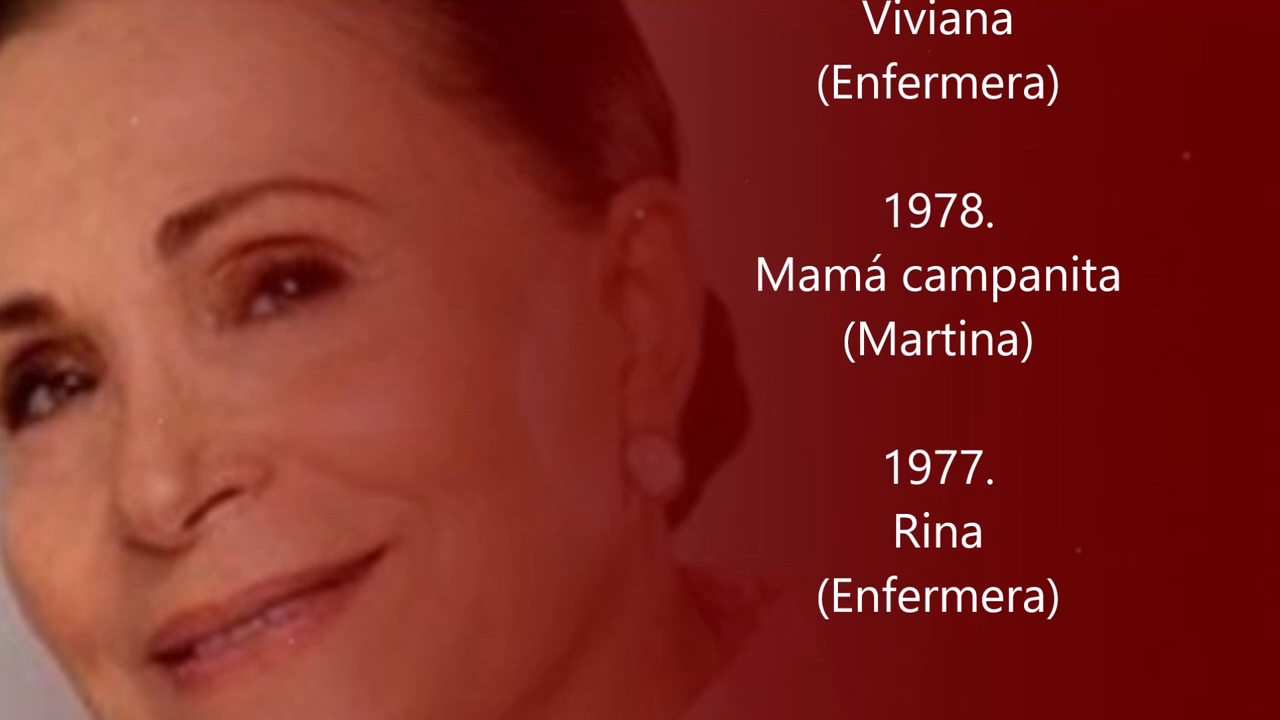 Viviana
(Enfermera)
1978.
Mamá campanita
(Martina)
1977.
Rina
(Enfermera)